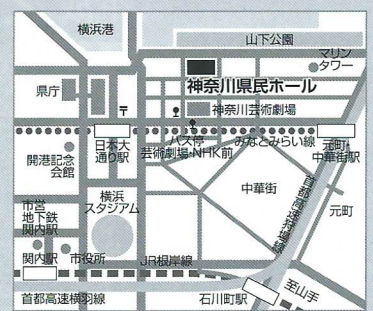 横浜港
山下公園
マリン
タワー
神奈川県民ホール
県庁
〒
神奈川芸術劇場
日本大
通り駅
バス停
芸術劇場・NHK前
みなとみらい線
元町・
中華街駅
開港記念
会館
横浜
スタジアム
中華街
首都高速狩場線
元町
市営
地下鉄
関内駅
関内駅
市役所
JR根岸線
首都高速横羽線
石川町駅
至山手